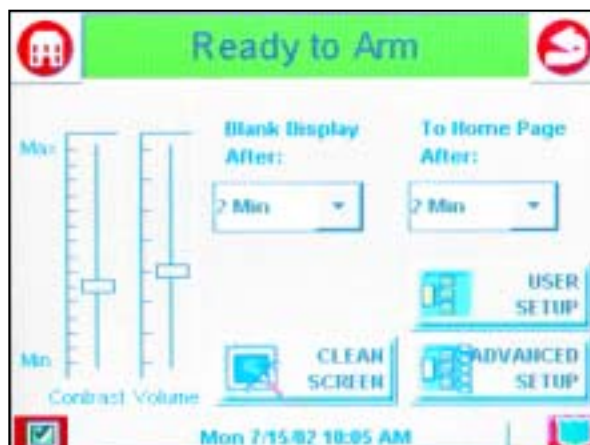 Ready to Arm
Blank Display
After:
To Home Page
After:
Max
2 Min
2 Min
USER
SETUP
Min
CLEAN
SCREEN
ADVANCED
SETUP
Contrast Volume
Mon 7/15/02 10:05 AM